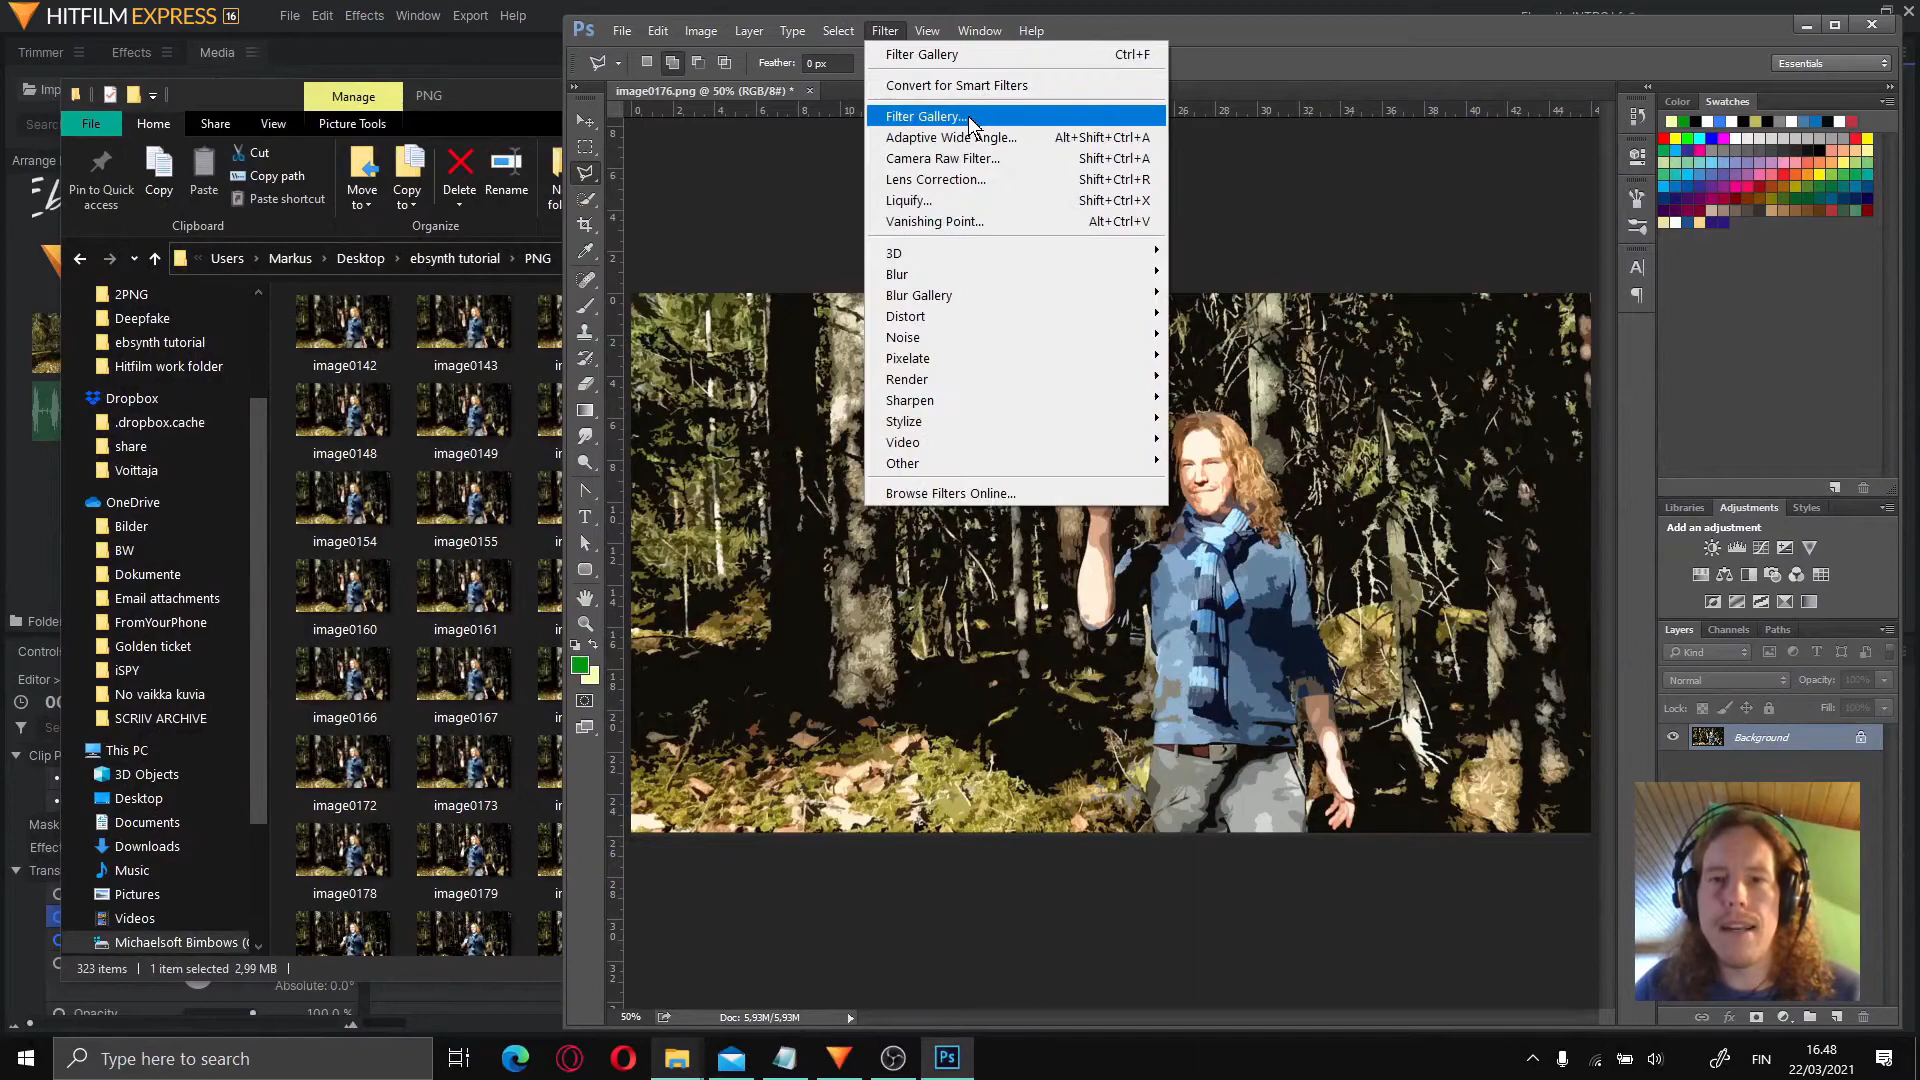 HITFILM EXPRESS 16
File Edit Effects Window Export Help
Trimmer Effects Media
Ps File Edit Image Layer Type Select Filter View Window Help
Feather: 0 px
Essentials
image0176.png @ 50% (RGB/8#) *
Manage PNG
File Home Share View Picture Tools
Pin to Quick access
Copy
Paste
Cut
Copy path
Paste shortcut
Move to
Copy to
Delete
Rename
Clipboard
Organize
Users Markus Desktop ebsynth tutorial PNG
2PNG
Deepfake
ebsynth tutorial
Hitfilm work folder
Dropbox
.dropbox.cache
share
Voittaja
OneDrive
Bilder
BW
Dokumente
Email attachments
FromYourPhone
Golden ticket
iSPY
No vaikka kuvia
SCRIIV ARCHIVE
This PC
3D Objects
Desktop
Documents
Downloads
Music
Pictures
Videos
Michaelsoft Bimbows (
image0142 image0143
image0148 image0149
image0154 image0155
image0160 image0161
image0166 image0167
image0172 image0173
image0178 image0179
323 items 1 item selected 2,99 MB
Absolute: 0.0°
Opacity 100.0 %
Filter Gallery Ctrl+F
Convert for Smart Filters
Filter Gallery...
Adaptive Wide Angle... Alt+Shift+Ctrl+A
Camera Raw Filter... Shift+Ctrl+A
Lens Correction... Shift+Ctrl+R
Liquify... Shift+Ctrl+X
Vanishing Point... Alt+Ctrl+V
3D
Blur
Blur Gallery
Distort
Noise
Pixelate
Render
Sharpen
Stylize
Video
Other
Browse Filters Online...
Color Swatches
Libraries Adjustments Styles
Add an adjustment
Layers Channels Paths
Kind
Normal Opacity: 100%
Lock: Fill: 100%
Background
50% Doc: 5,93M/5,93M
Type here to search
FIN
16.48
22/03/2021